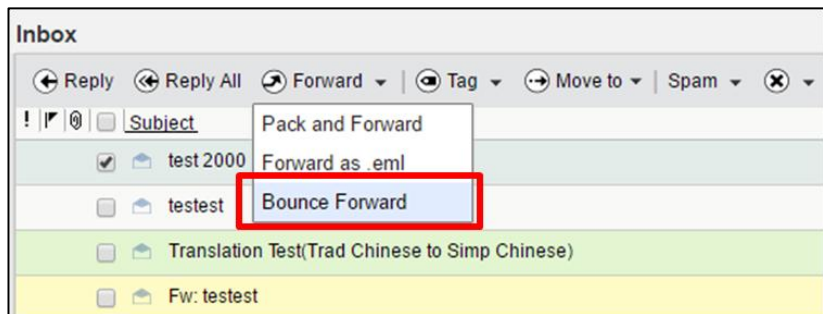 Inbox
Reply Reply All Forward Tag Move to Spam
! Subject Pack and Forward
test 2000 Forward as .eml
testest Bounce Forward
Translation Test(Trad Chinese to Simp Chinese)
Fw: testest